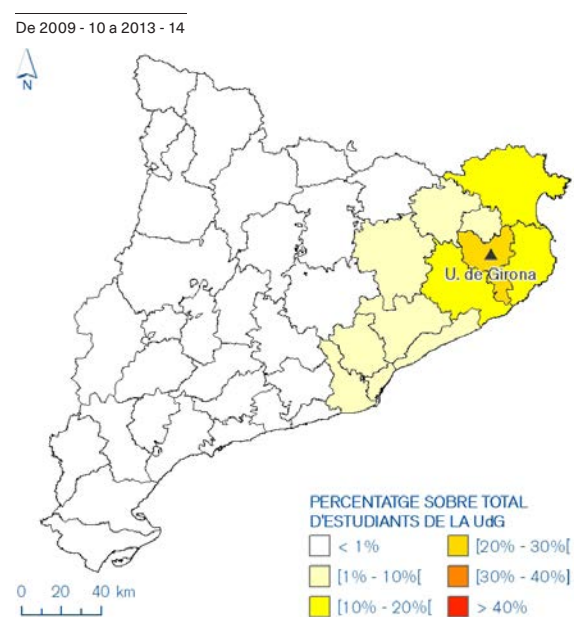 De 2009 - 10 a 2013 - 14
N
U. de Girona
PERCENTATGE SOBRE TOTAL
D'ESTUDIANTS DE LA UdG
< 1% [20% - 30%[
[1% - 10%[ [30% - 40%]
[10% - 20%[ > 40%
0 20 40 km